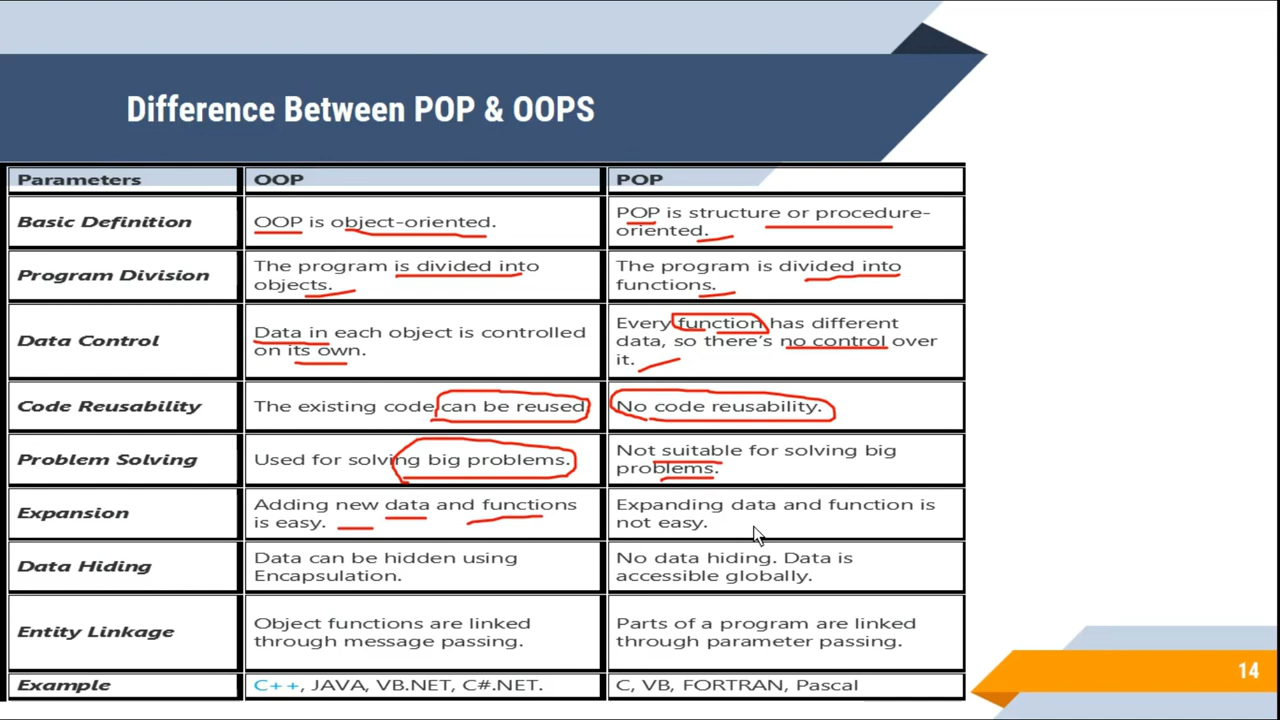 Difference Between POP & OOPS
Parameters
OOP
POP
Basic Definition
OOP is object-oriented.
POP is structure or procedure-
oriented.
Program Division
The program is divided into
objects.
The program is divided into
functions.
Data Control
Data in each object is controlled
on its own.
Every function has different
data, so there's no control over
it.
Code Reusability
The existing code can be reused
No code reusability.
Problem Solving
Used for solving big problems.
Not suitable for solving big
problems.
Expansion
Adding new data and functions
is easy.
Expanding data and function is
not easy.
Data Hiding
Data can be hidden using
Encapsulation.
No data hiding. Data is
accessible globally.
Entity Linkage
Object functions are linked
through message passing.
Parts of a program are linked
through parameter passing.
Example
C++, JAVA, VB.NET, C#.NET.
C, VB, FORTRAN, Pascal
14